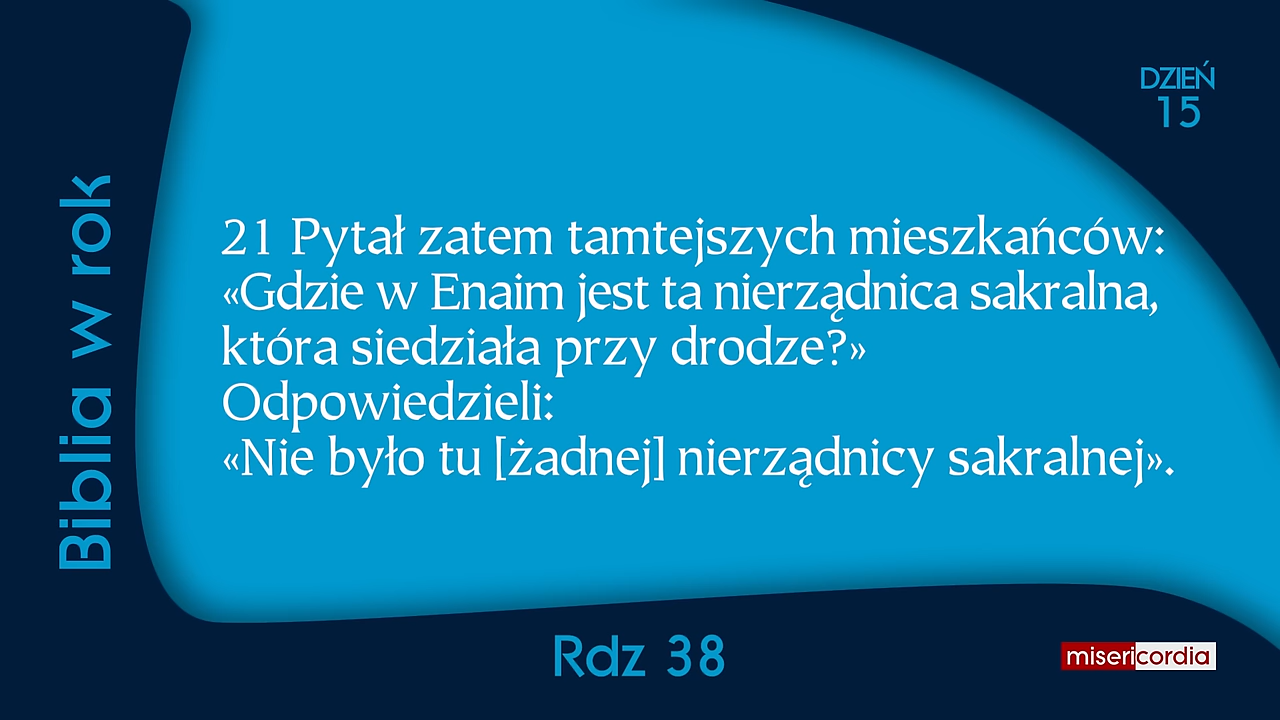 DZIEŃ
15
Biblia w rok
21 Pytał zatem tamtejszych mieszkańców:
«Gdzie w Enaim jest ta nierządnica sakralna,
która siedziała przy drodze?»
Odpowiedzieli:
«Nie było tu [żadnej] nierządnicy sakralnej».
Rdz 38
misericordia